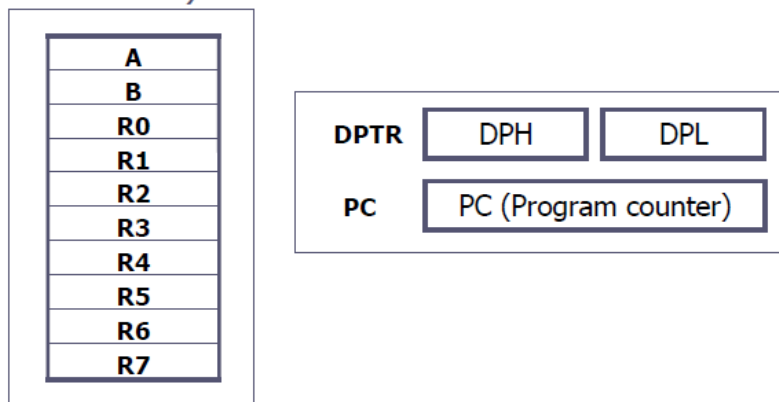 A
B
R0
R1
R2
R3
R4
R5
R6
R7
DPTR DPH DPL
PC PC (Program counter)